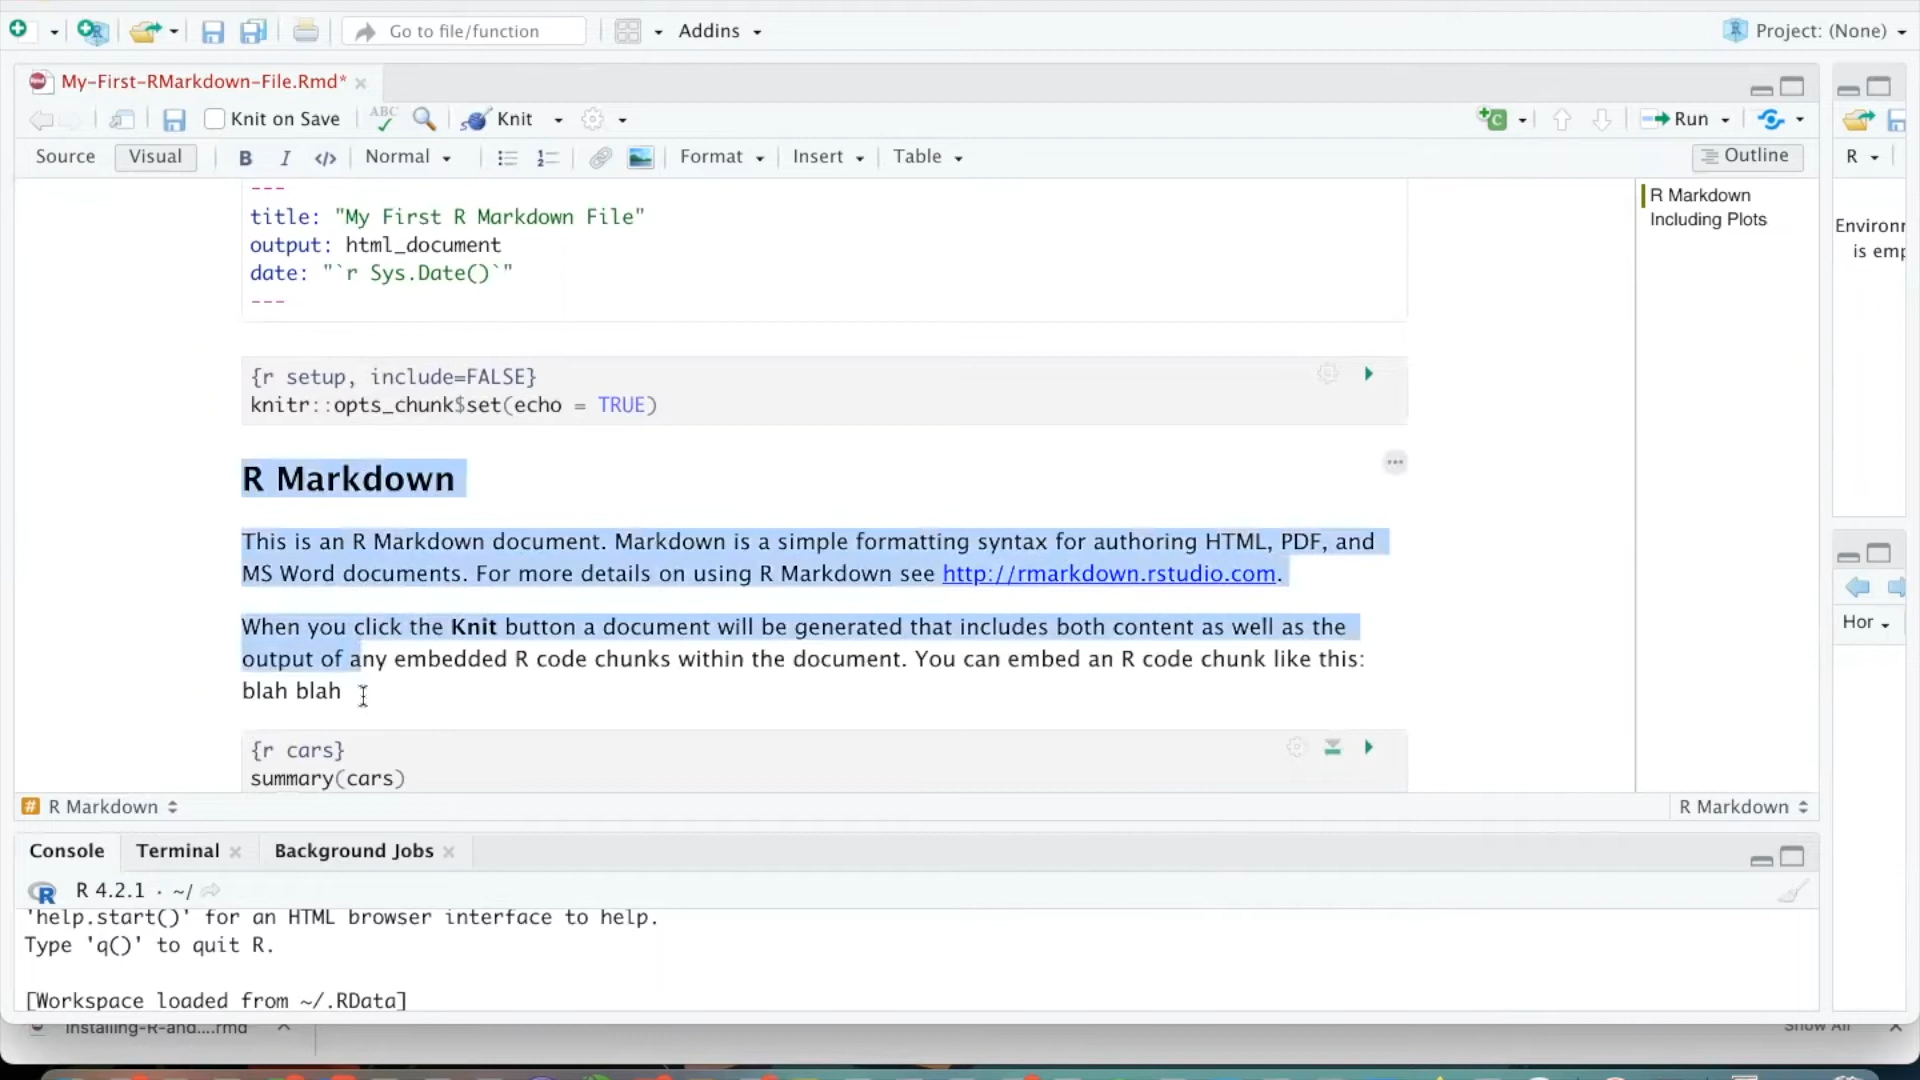 Go to file/function
Addins
Project: (None)
My-First-RMarkdown-File.Rmd*
Knit on Save
ABC
Knit
Run
Source
Visual
B
I
</>
Normal
Format
Insert
Table
Outline
R
---
title: "My First R Markdown File"
output: html_document
date: "`r Sys.Date()`"
---
R Markdown
Including Plots
Environr
is emp
{r setup, include=FALSE}
knitr::opts_chunk$set(echo = TRUE)
R Markdown
This is an R Markdown document. Markdown is a simple formatting syntax for authoring HTML, PDF, and
MS Word documents. For more details on using R Markdown see http://rmarkdown.rstudio.com.
When you click the Knit button a document will be generated that includes both content as well as the
output of any embedded R code chunks within the document. You can embed an R code chunk like this:
blah blah
Hor
{r cars}
summary(cars)
# R Markdown
R Markdown
Console
Terminal
Background Jobs
R 4.2.1 · ~/
'help.start()' for an HTML browser interface to help.
Type 'q()' to quit R.
[Workspace loaded from ~/.RData]
Installing-R-and....rmd
Show All